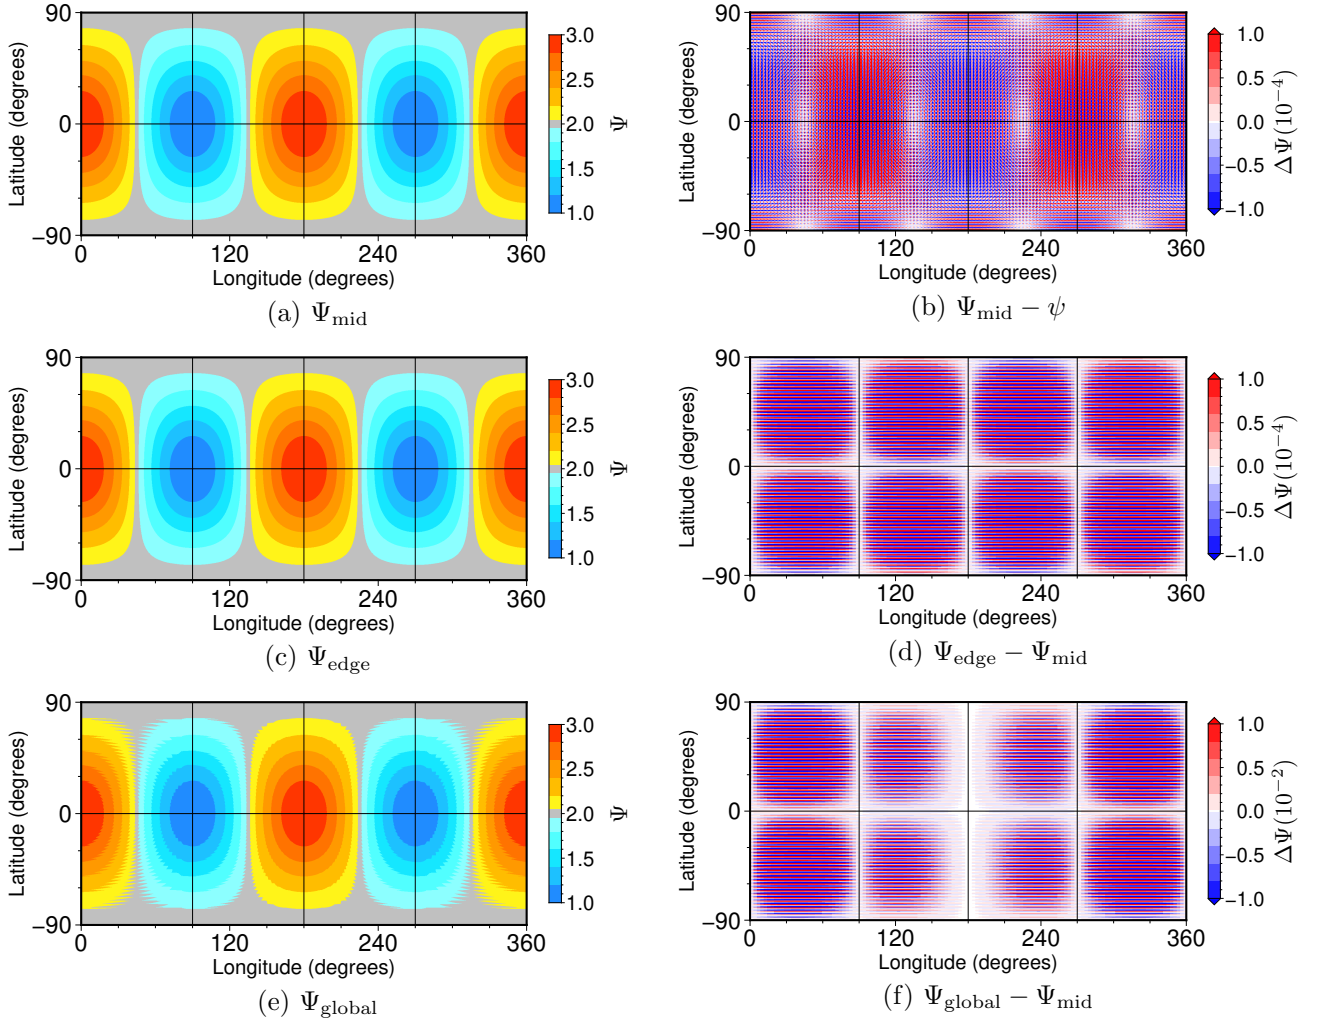 90
0
−90
Latitude (degrees)
0 120 240 360
Longitude (degrees)
3.0
2.5
2.0
1.5
1.0
Ψ
(a) Ψmid
90
0
−90
Latitude (degrees)
0 120 240 360
Longitude (degrees)
1.0
0.5
0.0
−0.5
−1.0
ΔΨ(10⁻⁴)
(b) Ψmid − ψ
90
0
−90
Latitude (degrees)
0 120 240 360
Longitude (degrees)
3.0
2.5
2.0
1.5
1.0
Ψ
(c) Ψedge
90
0
−90
Latitude (degrees)
0 120 240 360
Longitude (degrees)
1.0
0.5
0.0
−0.5
−1.0
ΔΨ(10⁻⁴)
(d) Ψedge − Ψmid
90
0
−90
Latitude (degrees)
0 120 240 360
Longitude (degrees)
3.0
2.5
2.0
1.5
1.0
Ψ
(e) Ψglobal
90
0
−90
Latitude (degrees)
0 120 240 360
Longitude (degrees)
1.0
0.5
0.0
−0.5
−1.0
ΔΨ(10⁻²)
(f) Ψglobal − Ψmid